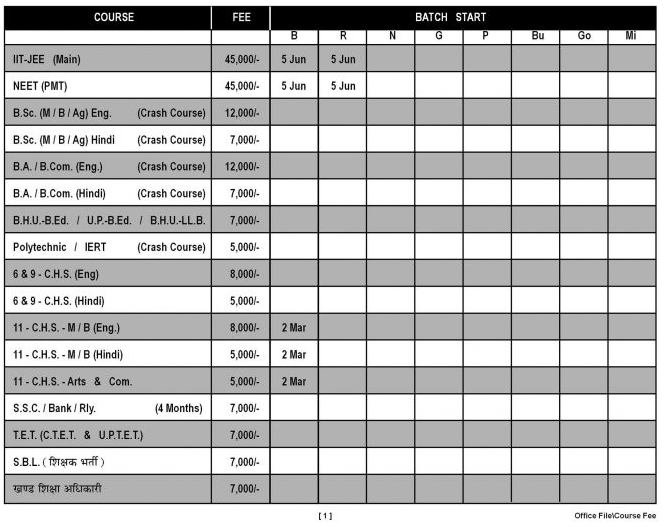 COURSE FEE BATCH START
B R N G P Bu Go Mi
IIT-JEE (Main) 45,000/- 5 Jun 5 Jun
NEET (PMT) 45,000/- 5 Jun 5 Jun
B.Sc. (M / B / Ag) Eng. (Crash Course) 12,000/-
B.Sc. (M / B / Ag) Hindi (Crash Course) 7,000/-
B.A. / B.Com. (Eng.) (Crash Course) 12,000/-
B.A. / B.Com. (Hindi) (Crash Course) 7,000/-
B.H.U.-B.Ed. / U.P.-B.Ed. / B.H.U.-LL.B. 7,000/-
Polytechnic / IERT (Crash Course) 5,000/-
6 & 9 - C.H.S. (Eng) 8,000/-
6 & 9 - C.H.S. (Hindi) 5,000/-
11 - C.H.S. - M / B (Eng.) 8,000/- 2 Mar
11 - C.H.S. - M / B (Hindi) 5,000/- 2 Mar
11 - C.H.S. - Arts & Com. 5,000/- 2 Mar
S.S.C. / Bank / Rly. (4 Months) 7,000/-
T.E.T. (C.T.E.T. & U.P.T.E.T.) 7,000/-
S.B.L. ( शिक्षक भर्ती ) 7,000/-
खण्ड शिक्षा अधिकारी 7,000/-
[ 1 ] Office File\Course Fee